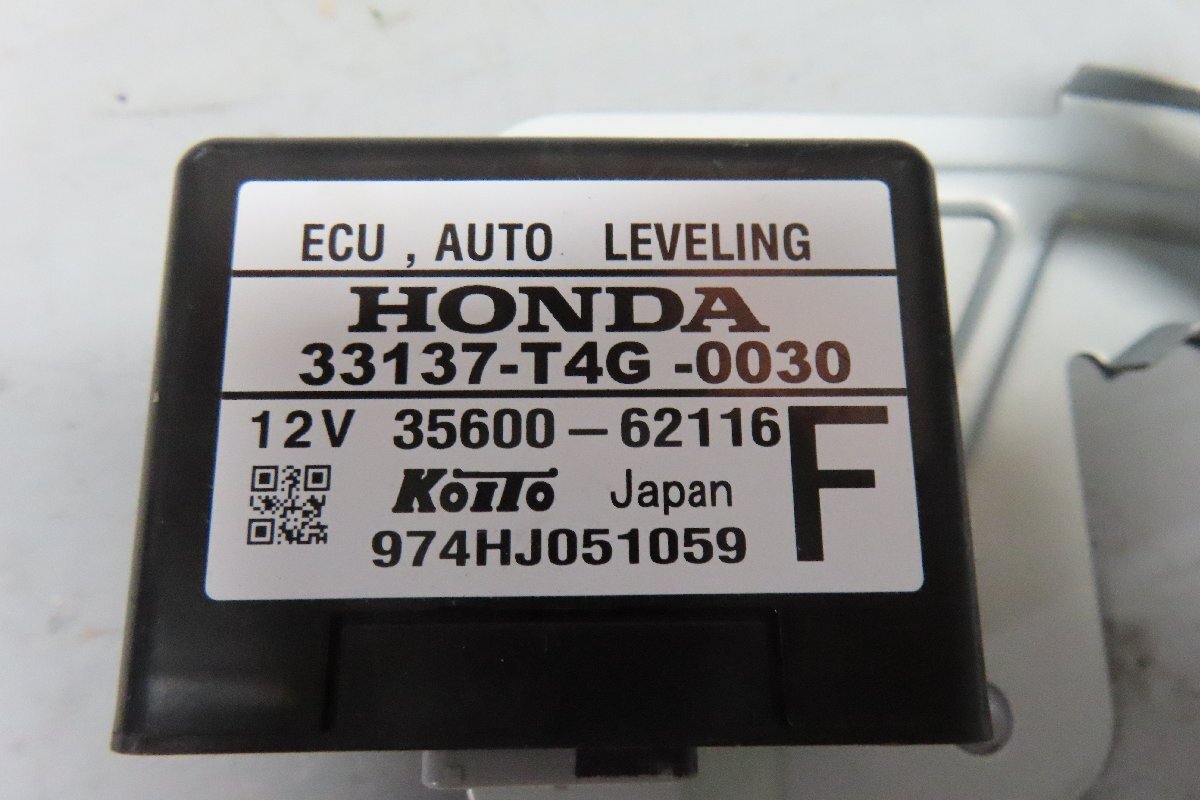 ECU , AUTO LEVELING
HONDA
33137-T4G -0030
12V 35600-62116 F
KOITO Japan
974HJ051059